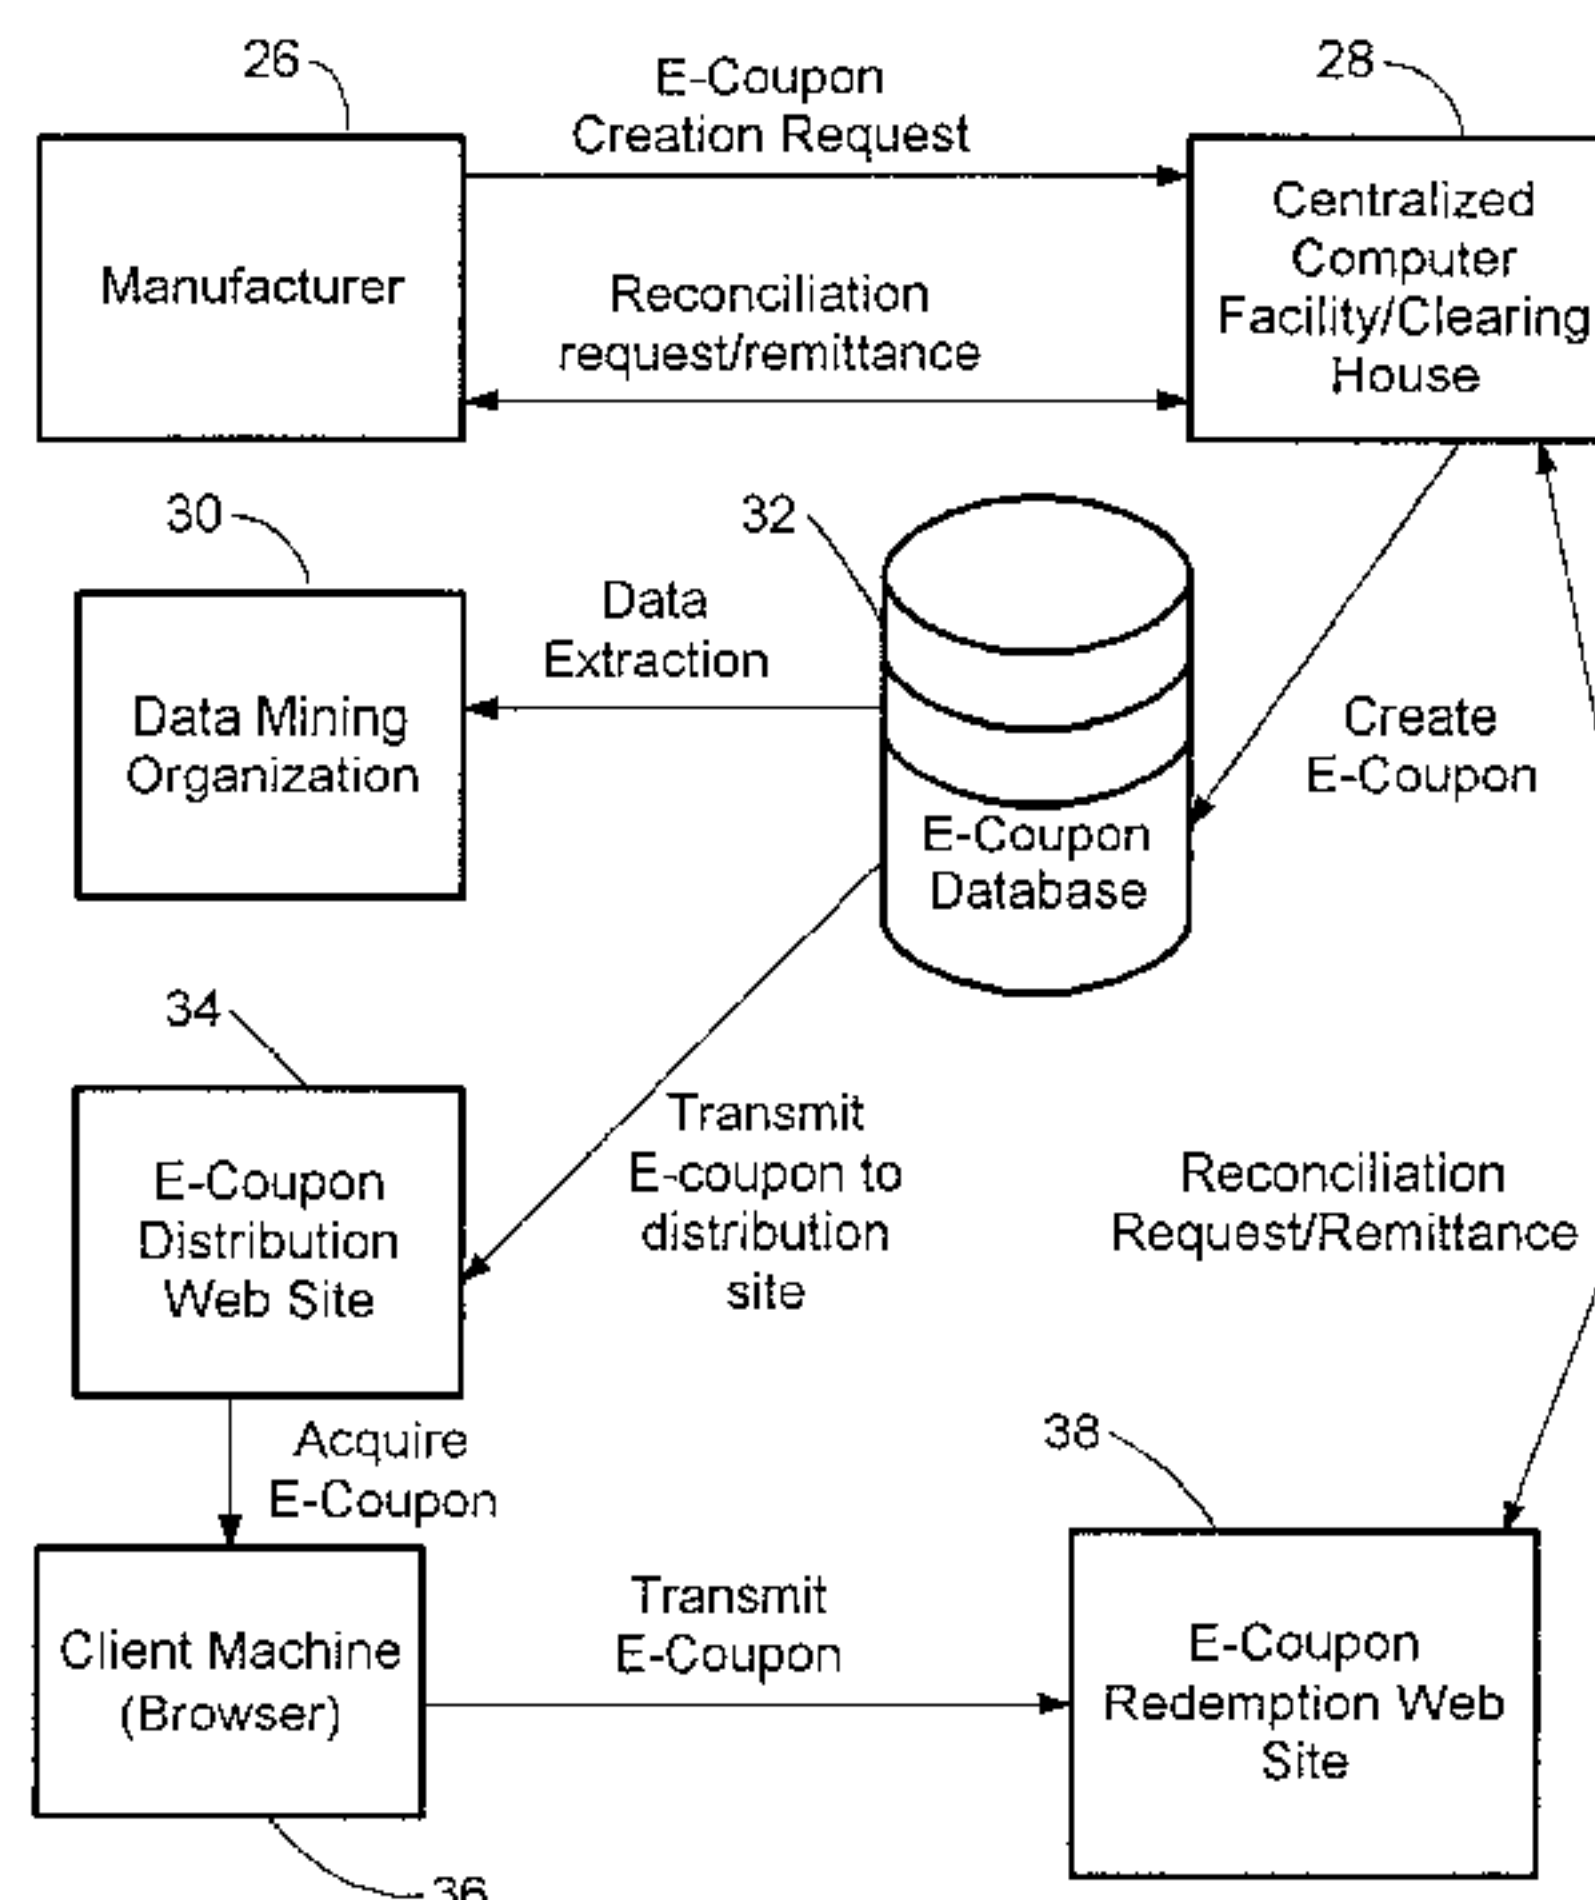 26
E-Coupon
Creation Request
28
Manufacturer
Reconciliation
request/remittance
Centralized
Computer
Facility/Clearing
House
30
32
Data
Extraction
Data Mining
Organization
Create
E-Coupon
E-Coupon
Database
34
E-Coupon
Distribution
Web Site
Transmit
E-coupon to
distribution
site
Reconciliation
Request/Remittance
Acquire
E-Coupon
38
Client Machine
(Browser)
Transmit
E-Coupon
E-Coupon
Redemption Web
Site
36